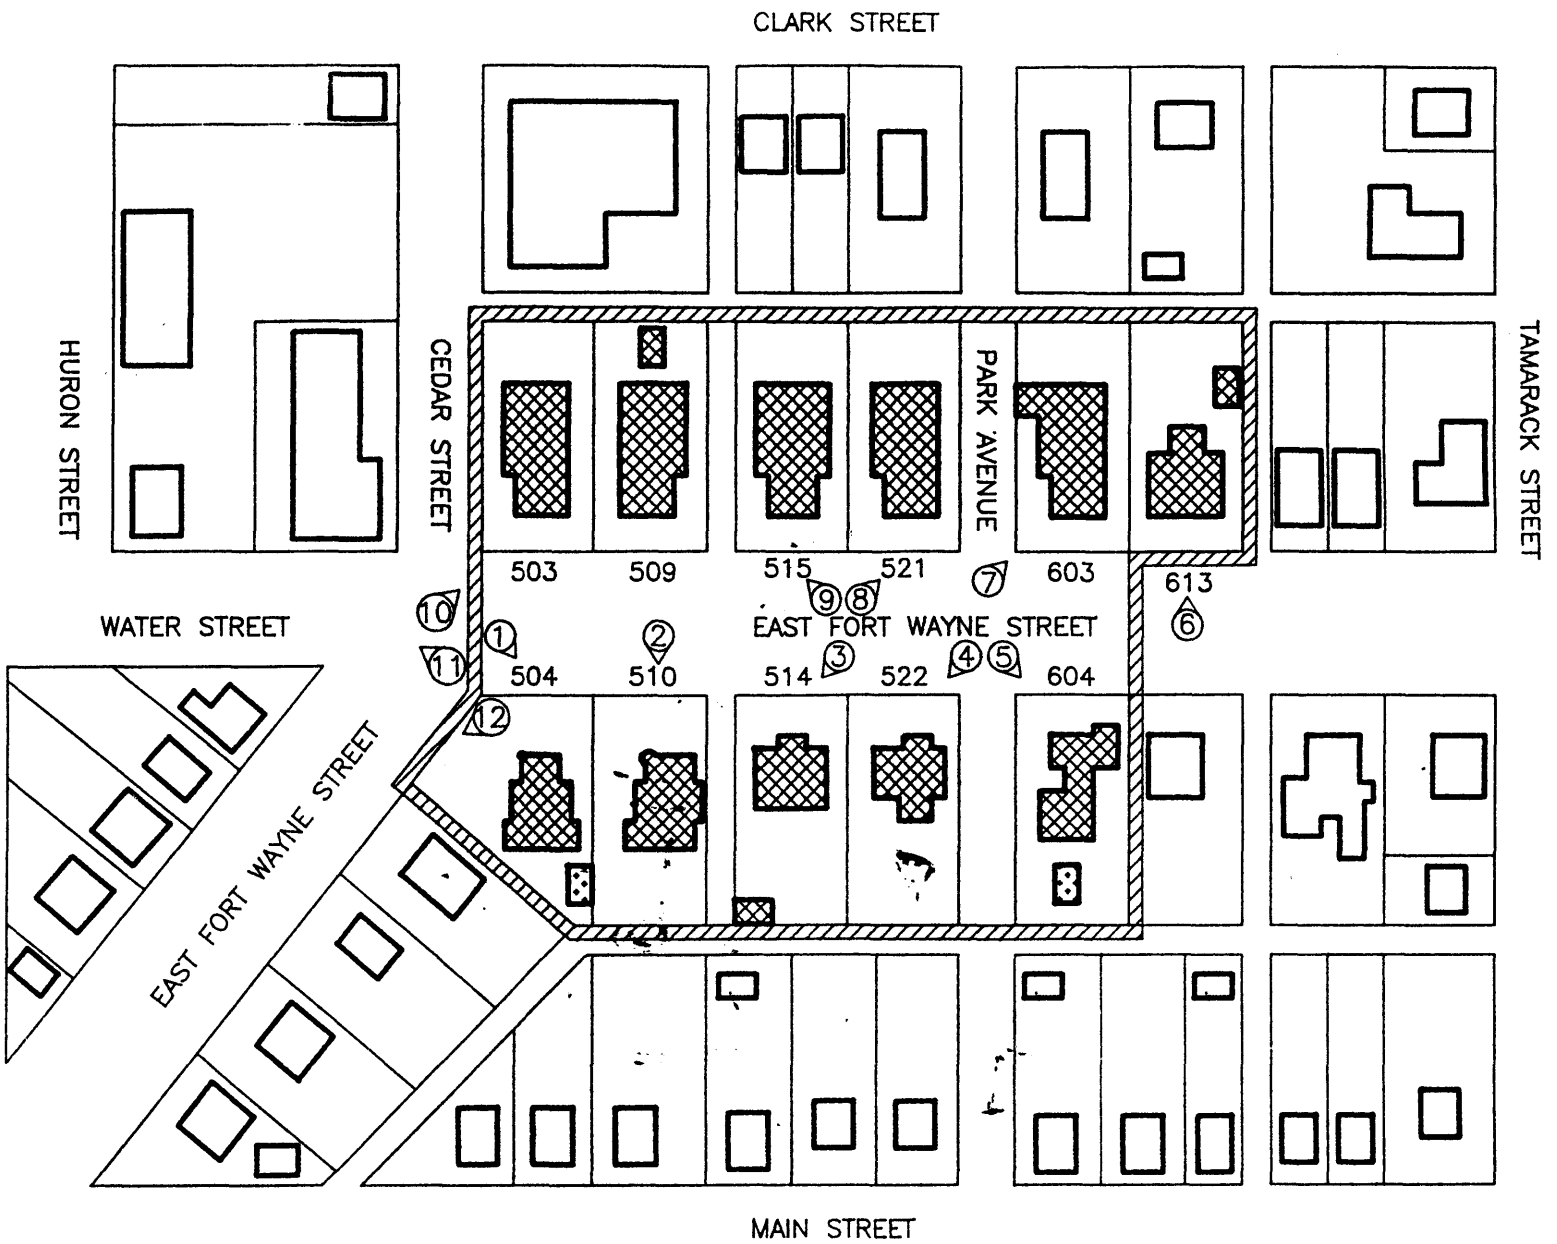 CLARK STREET
HURON STREET
CEDAR STREET
PARK AVENUE
TAMARACK STREET
503 509 515 521 603 613
10 9 8 7 6
WATER STREET
EAST FORT WAYNE STREET
1 2
11 3 4 5
504 510 514 522 604
12
EAST FORT WAYNE STREET
MAIN STREET